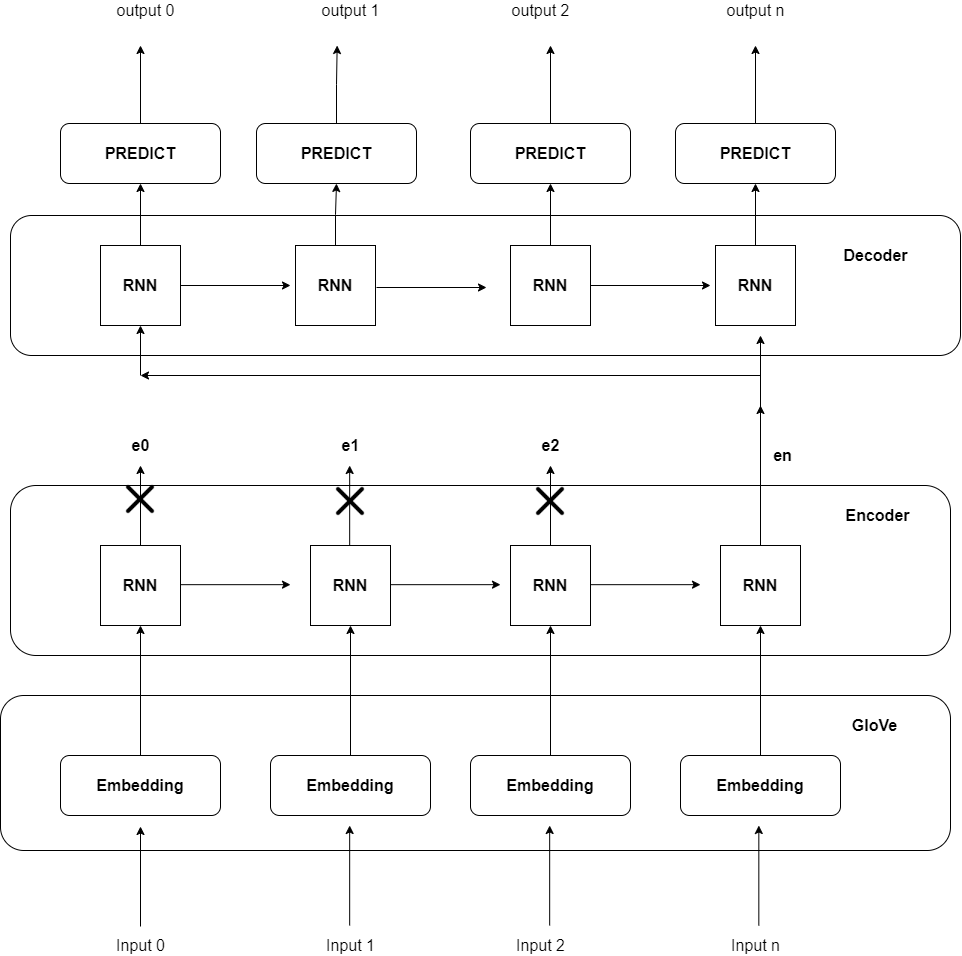 output 0
output 1
output 2
output n
PREDICT
PREDICT
PREDICT
PREDICT
Decoder
RNN
RNN
RNN
RNN
e0
e1
e2
en
Encoder
RNN
RNN
RNN
RNN
GloVe
Embedding
Embedding
Embedding
Embedding
Input 0
Input 1
Input 2
Input n